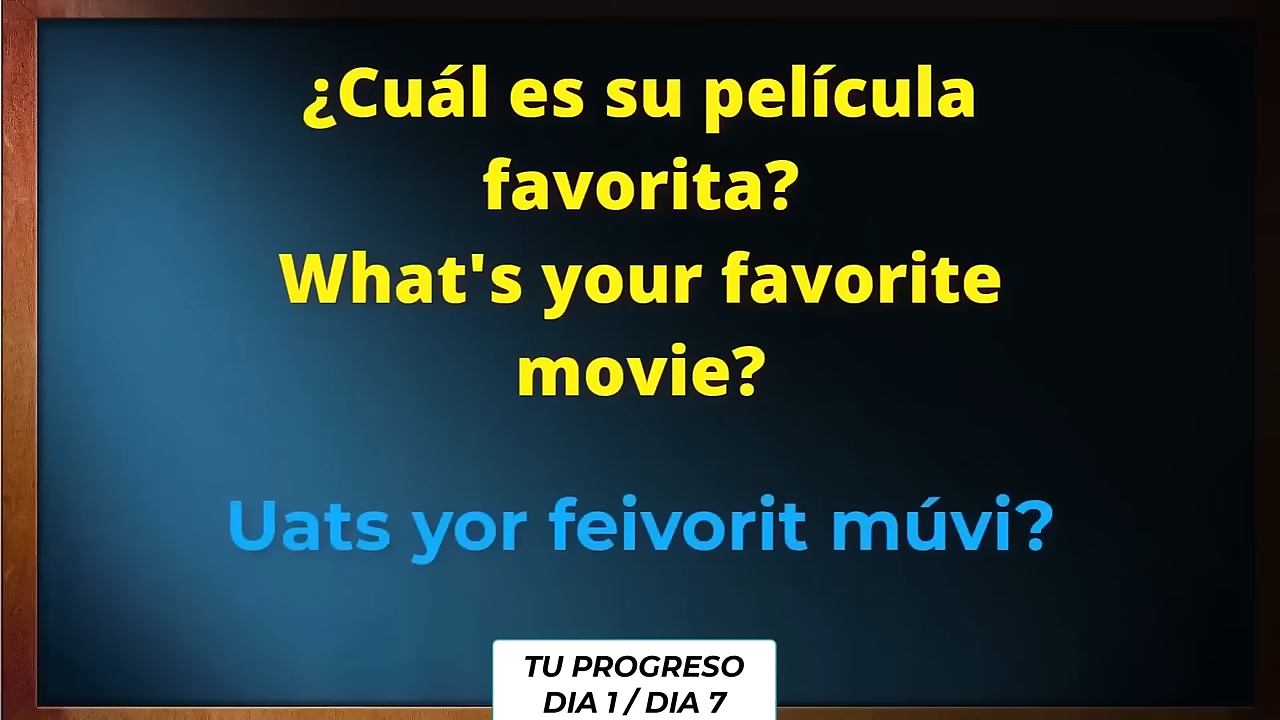 ¿Cuál es su película
favorita?
What's your favorite
movie?
Uats yor feivorit múvi?
TU PROGRESO
DIA 1 / DIA 7